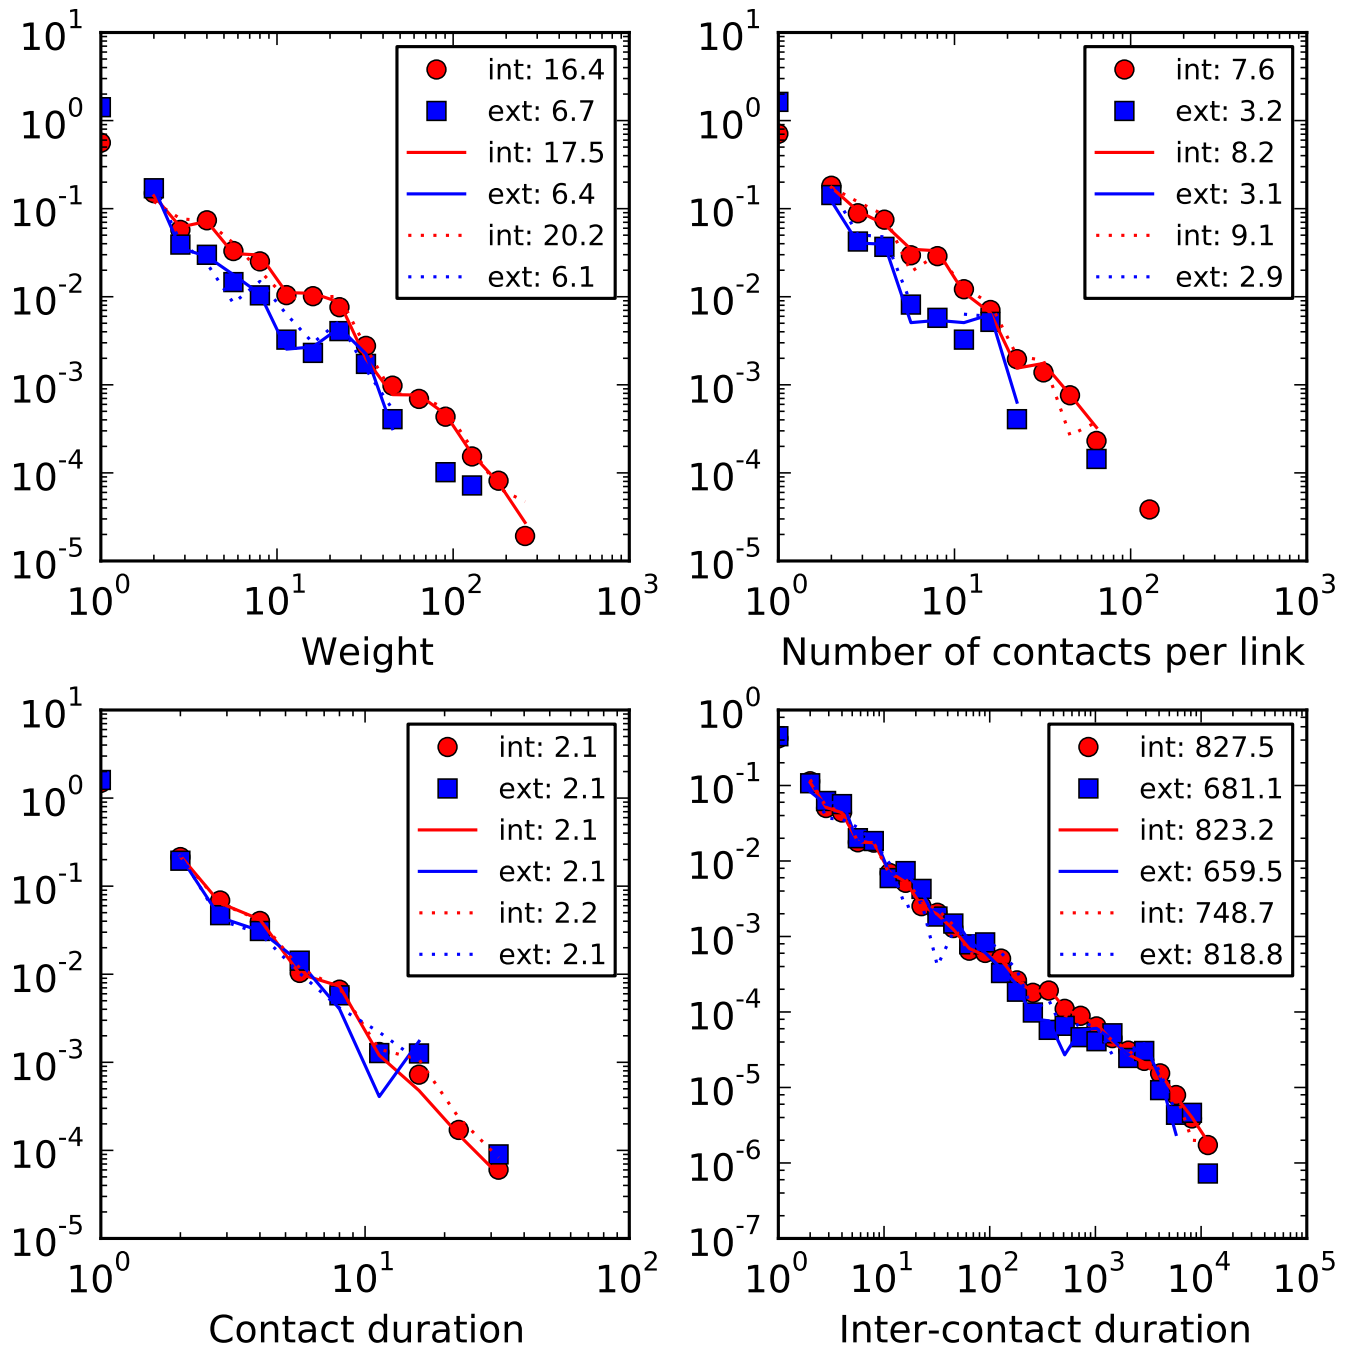 10^1
10^0
10^-1
10^-2
10^-3
10^-4
10^-5
int: 16.4
ext: 6.7
int: 17.5
ext: 6.4
int: 20.2
ext: 6.1
10^0 10^1 10^2 10^3
Weight
10^1
10^0
10^-1
10^-2
10^-3
10^-4
10^-5
int: 7.6
ext: 3.2
int: 8.2
ext: 3.1
int: 9.1
ext: 2.9
10^0 10^1 10^2 10^3
Number of contacts per link
10^1
10^0
10^-1
10^-2
10^-3
10^-4
10^-5
int: 2.1
ext: 2.1
int: 2.1
ext: 2.1
int: 2.2
ext: 2.1
10^0 10^1 10^2
Contact duration
10^0
10^-1
10^-2
10^-3
10^-4
10^-5
10^-6
10^-7
int: 827.5
ext: 681.1
int: 823.2
ext: 659.5
int: 748.7
ext: 818.8
10^0 10^1 10^2 10^3 10^4 10^5
Inter-contact duration